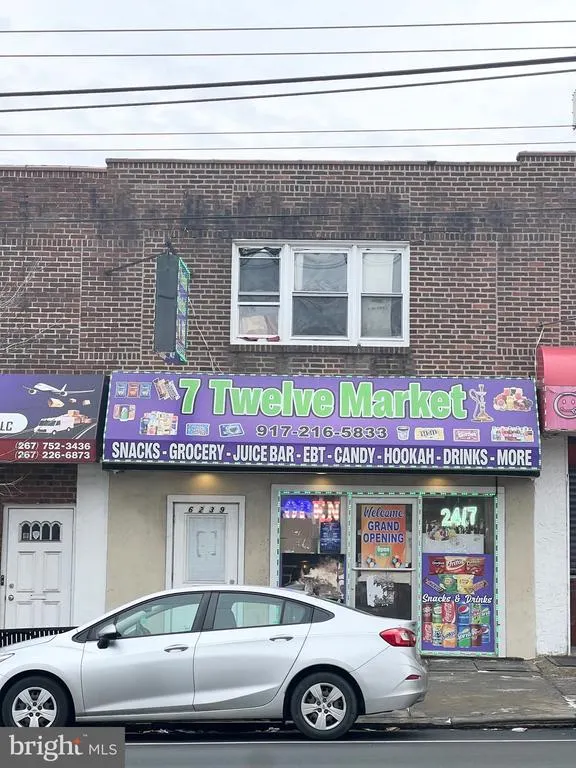 7 Twelve Market
917-216-5833
SNACKS - GROCERY - JUICE BAR - EBT - CANDY - HOOKAH - DRINKS - MORE
LLC
(267) 752-3436
(267) 226-6873
6239
OPEN
Welcome
GRAND
OPENING
Open
24/7
Snacks & Drinks
bright MLS